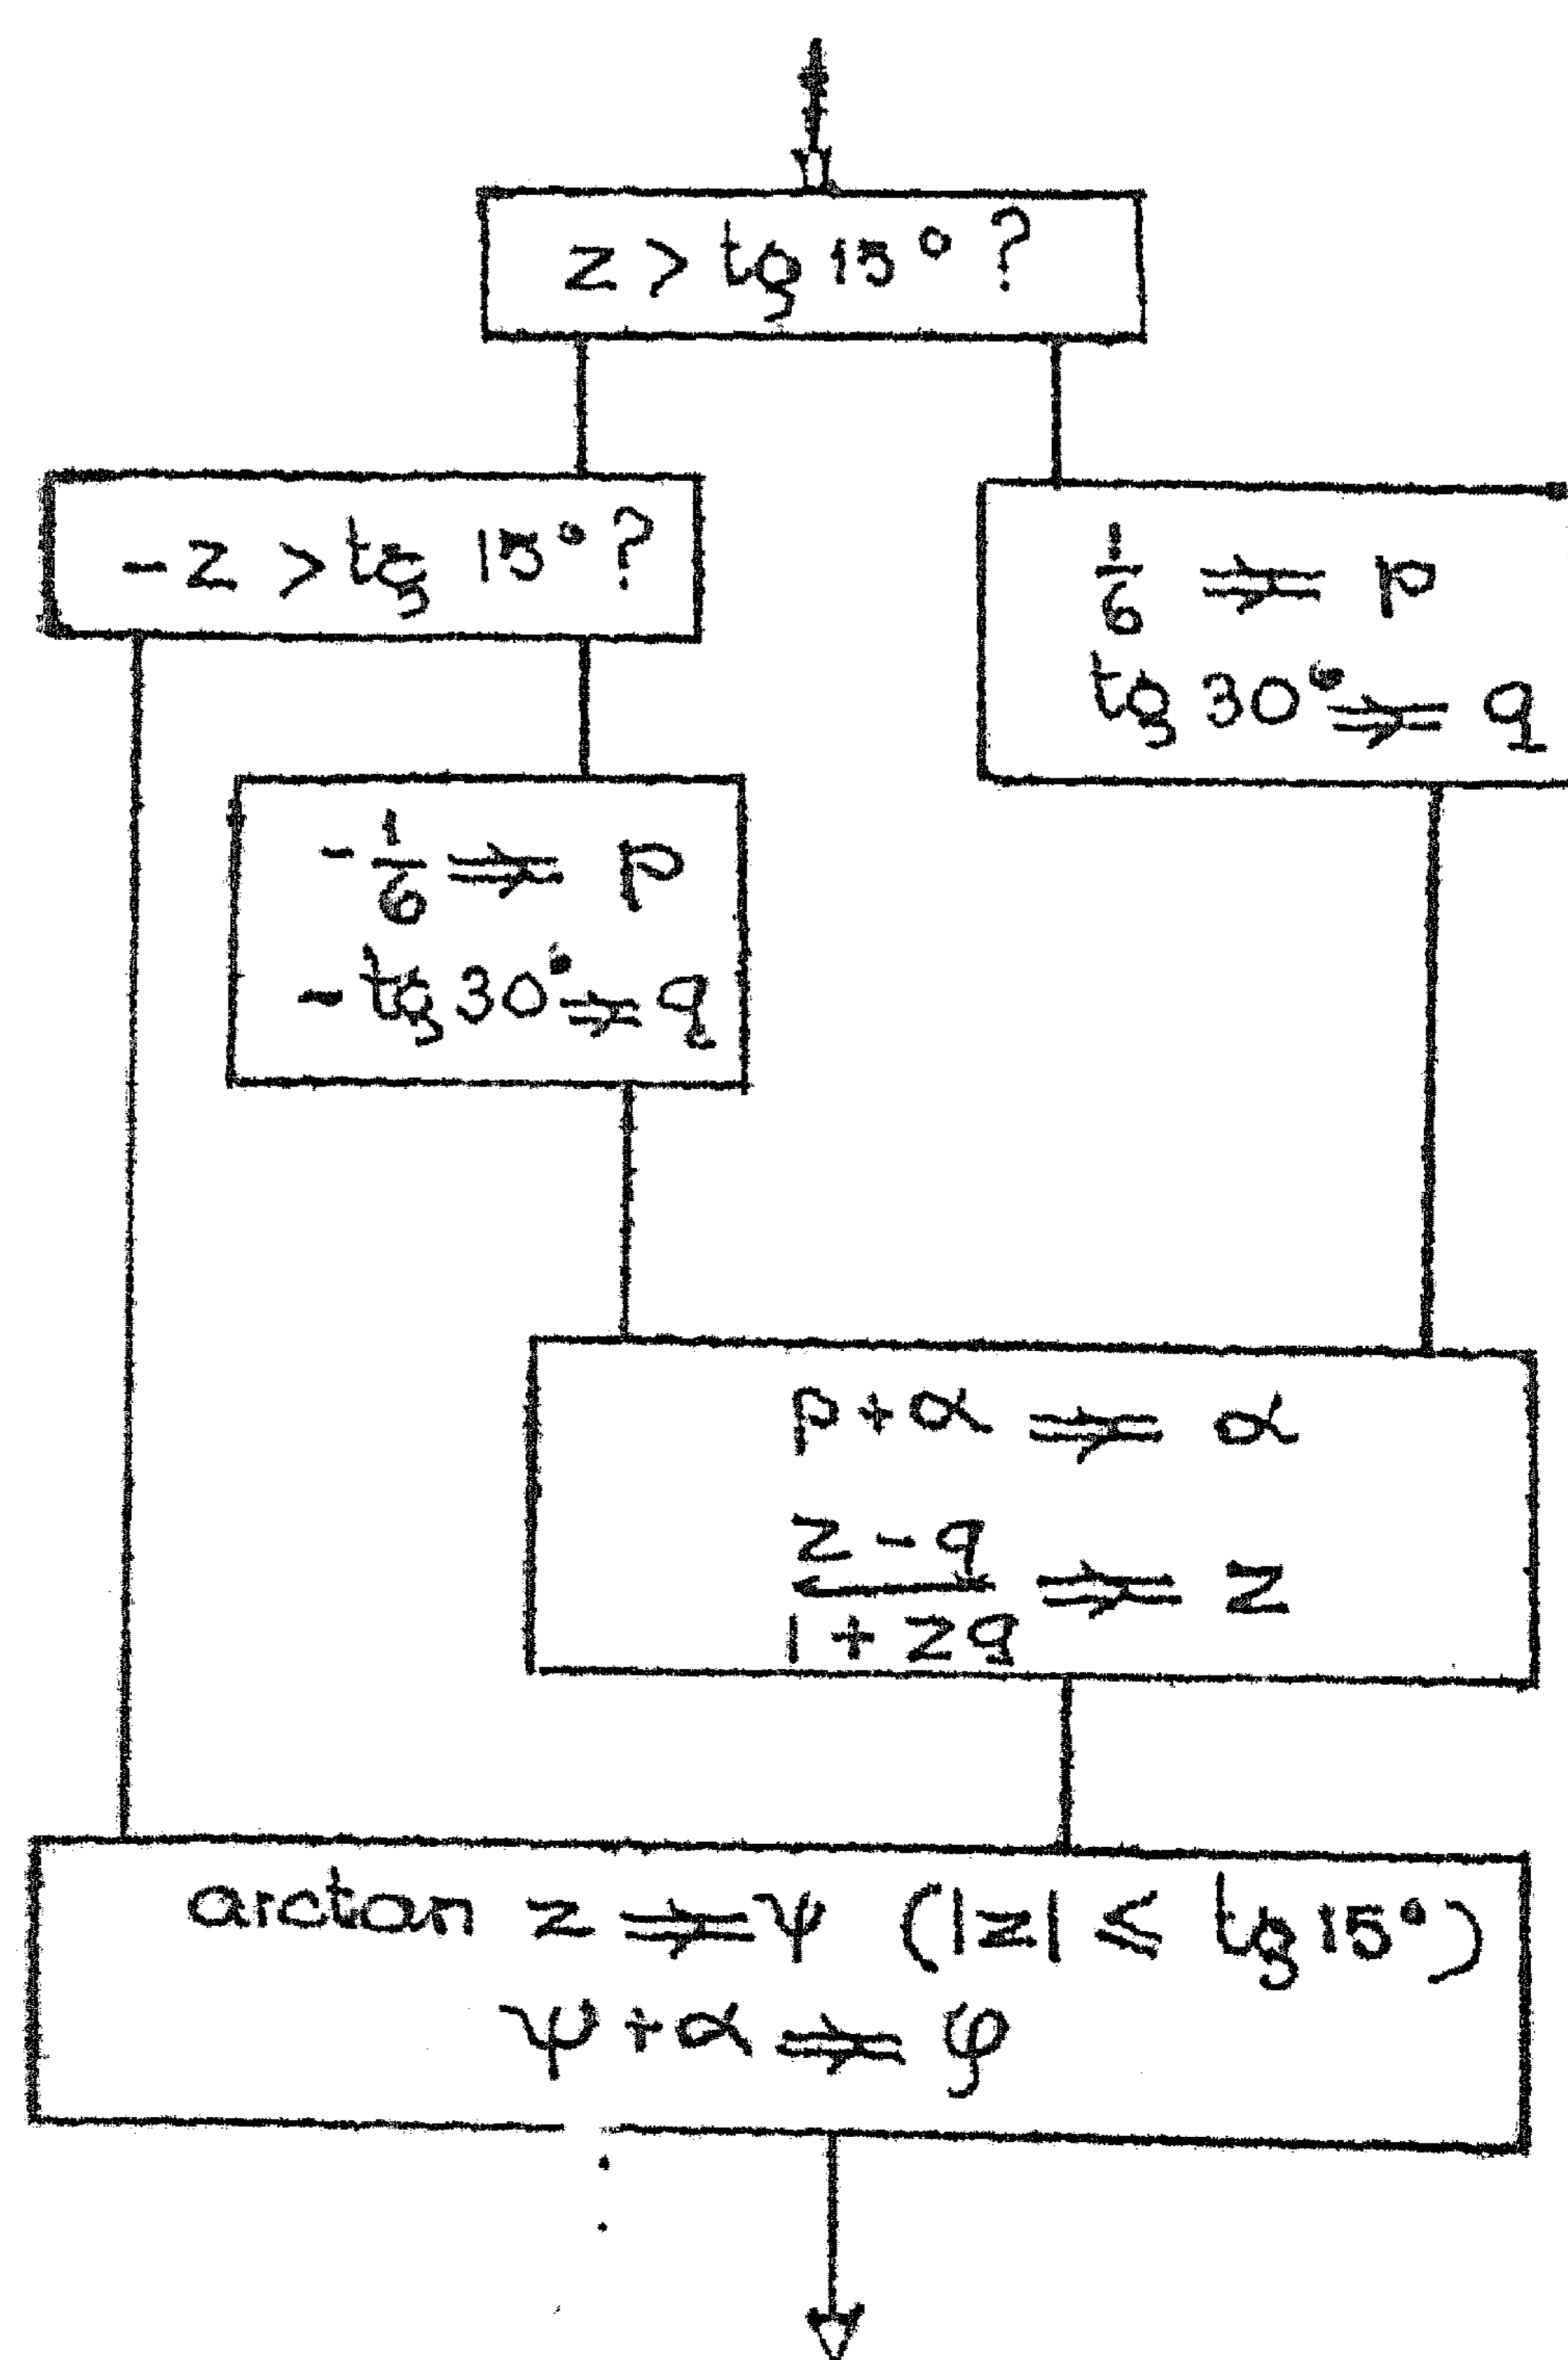 z > tg 15° ?
-z > tg 15° ?
1/6 ⇒ p
tg 30° ⇒ q
-1/6 ⇒ p
-tg 30° ⇒ q
p + α ⇒ α
z - q / 1 + zq ⇒ z
arctan z ⇒ ψ (|z| ≤ tg 15°)
ψ + α ⇒ φ